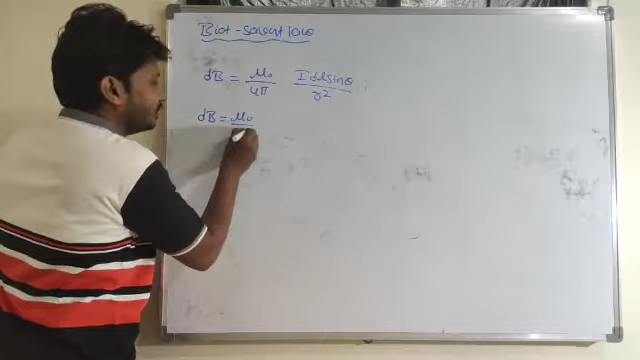 Biot-savart law
dB = μ₀/4π Idlsinθ/r²
dB = μ₀